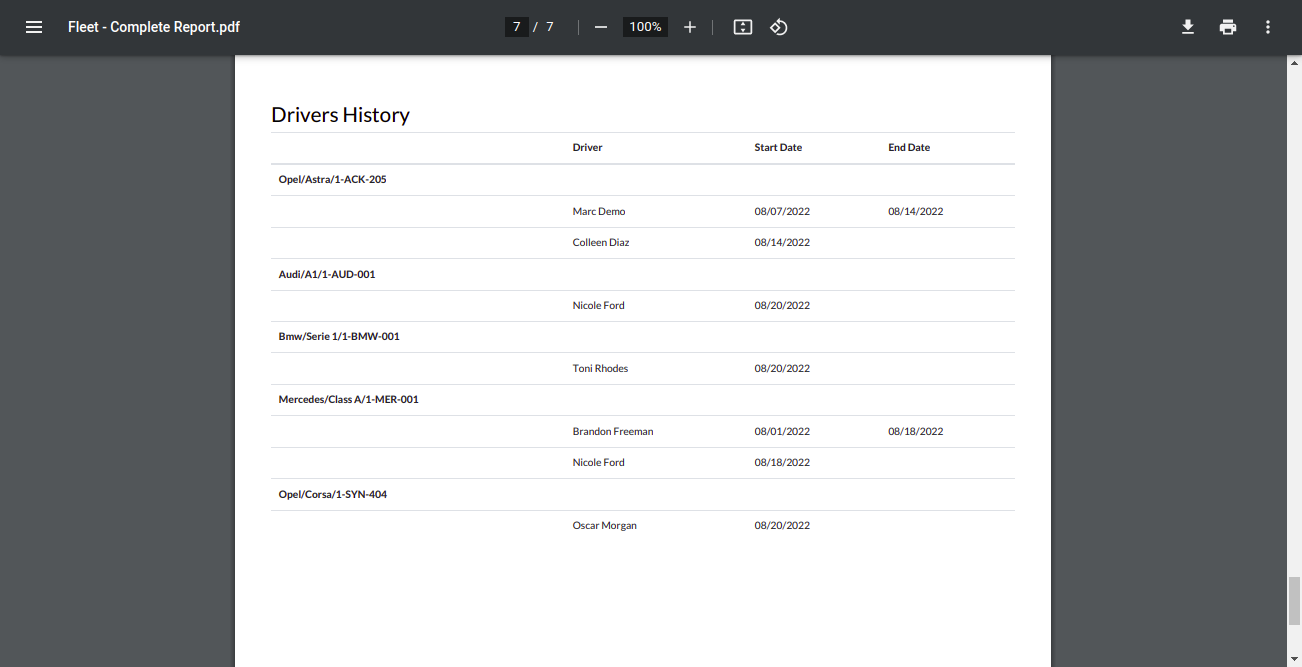 Fleet - Complete Report.pdf
7 / 7
100%
Drivers History
Driver Start Date End Date
Opel/Astra/1-ACK-205
Marc Demo 08/07/2022 08/14/2022
Colleen Diaz 08/14/2022
Audi/A1/1-AUD-001
Nicole Ford 08/20/2022
Bmw/Serie 1/1-BMW-001
Toni Rhodes 08/20/2022
Mercedes/Class A/1-MER-001
Brandon Freeman 08/01/2022 08/18/2022
Nicole Ford 08/18/2022
Opel/Corsa/1-SYN-404
Oscar Morgan 08/20/2022